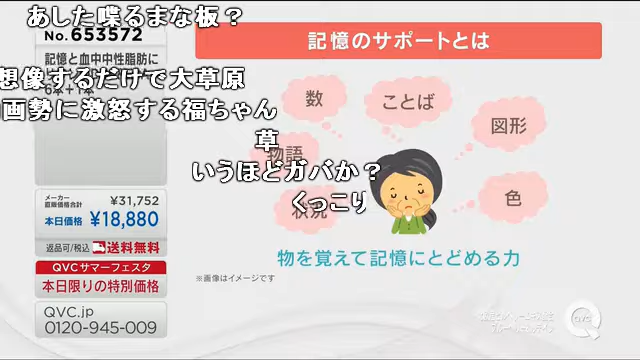 あした喋るまな板？
No.653572
記憶と血中中性脂肪に
想像するだけで大草原
6本+1本
画勢に激怒する福ちゃん
草
いうほどガバか？
くっこり
記憶のサポートとは
数
ことば
図形
物語
状況
色
物を覚えて記憶にとどめる力
※画像はイメージです
メーカー
直販価格合計
¥31,752
本日価格 ¥18,880
返品可/税込 送料無料
QVCサマーフェスタ
本日限りの特別価格
QVC.jp
0120-945-009
QVC